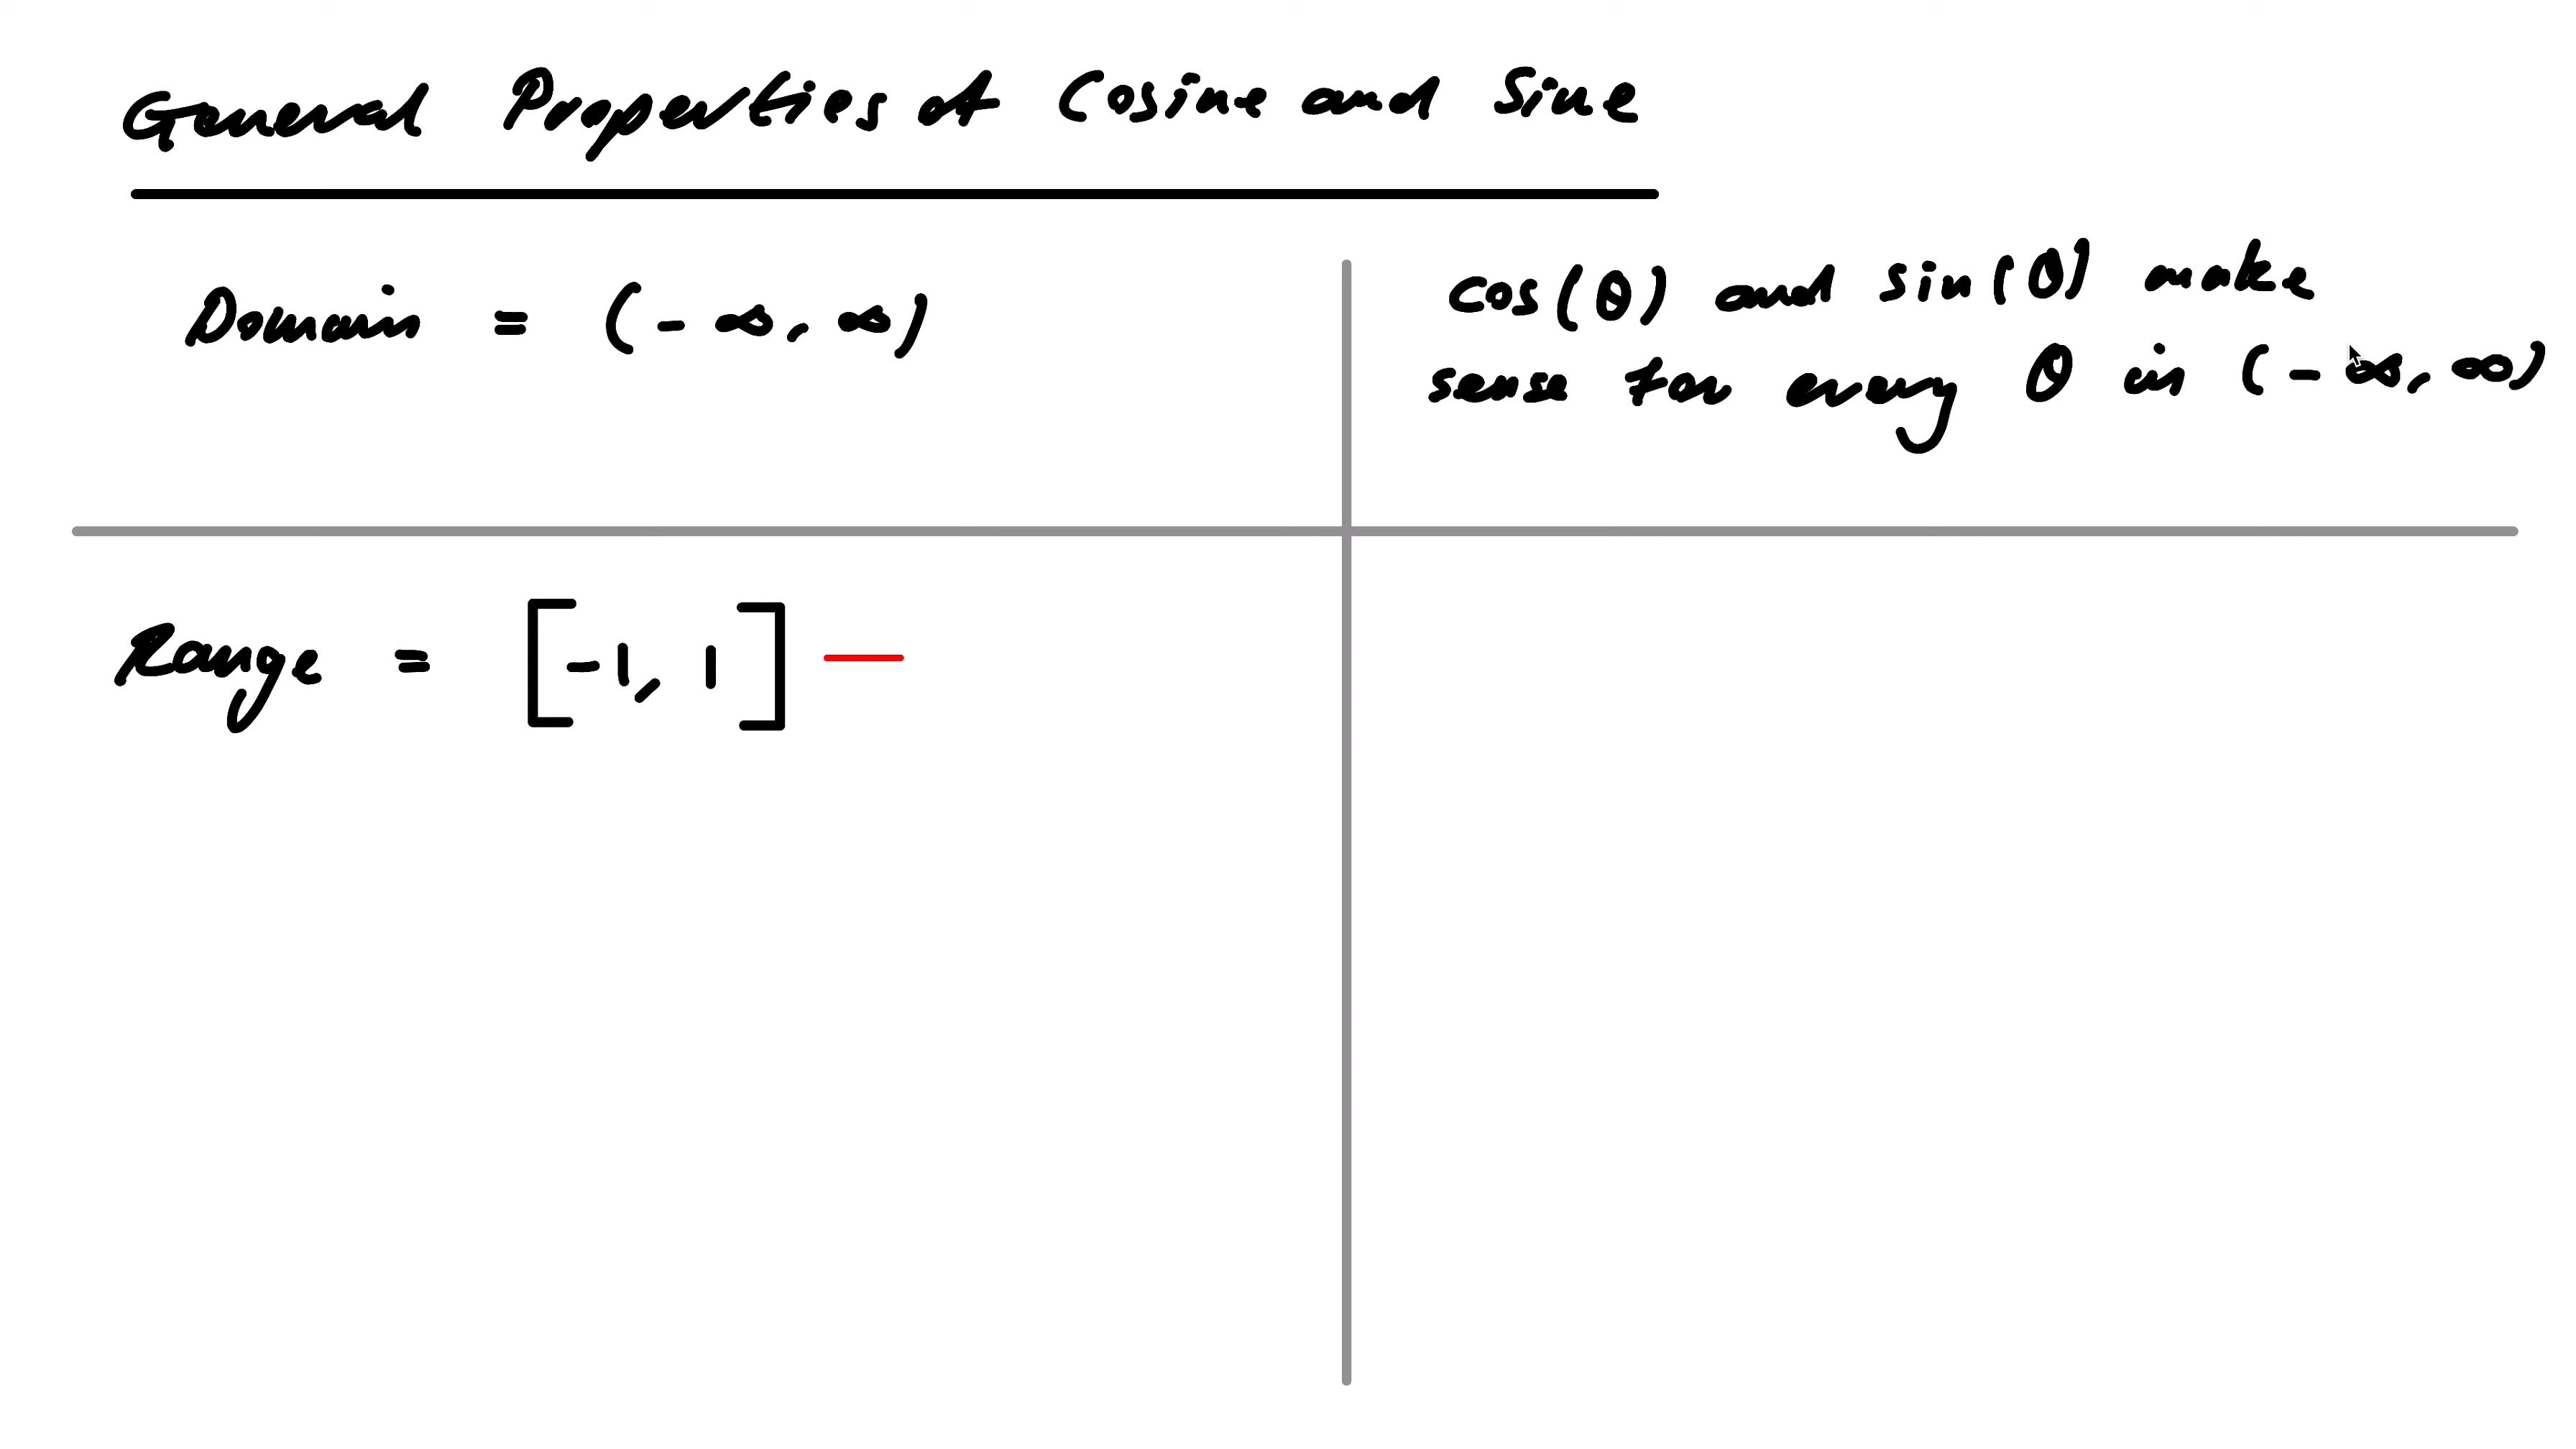 General Properties of Cosine and Sine
Domain = (-∞, ∞)
cos(θ) and sin(θ) make
sense for every θ in (-∞, ∞)
Range = [-1, 1]